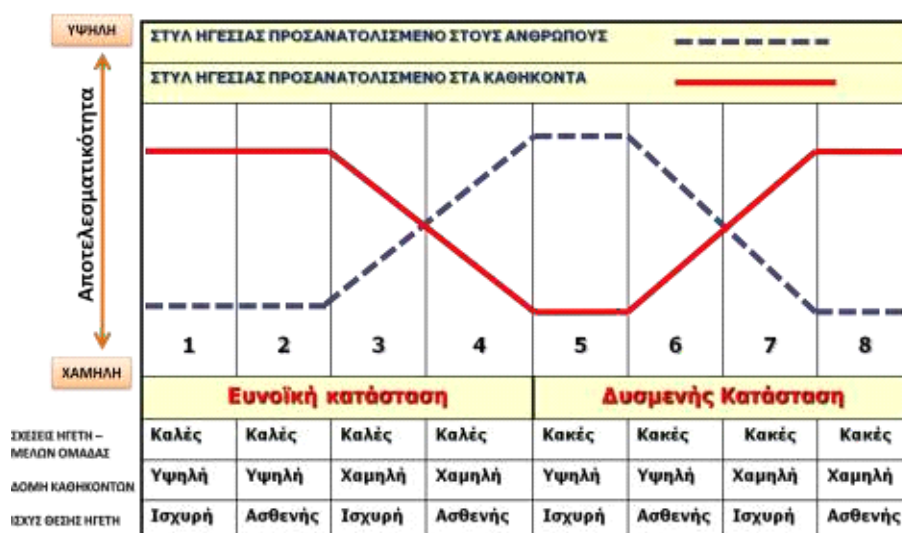 ΥΨΗΛΗ
ΣΤΥΛ ΗΓΕΣΙΑΣ ΠΡΟΣΑΝΑΤΟΛΙΣΜΕΝΟ ΣΤΟΥΣ ΑΝΘΡΩΠΟΥΣ
ΣΤΥΛ ΗΓΕΣΙΑΣ ΠΡΟΣΑΝΑΤΟΛΙΣΜΕΝΟ ΣΤΑ ΚΑΘΗΚΟΝΤΑ
Αποτελεσματικότητα
1 2 3 4 5 6 7 8
ΧΑΜΗΛΗ
Ευνοϊκή κατάσταση Δυσμενής Κατάσταση
ΣΧΕΣΕΙΣ ΗΓΕΤΗ –
ΜΕΛΩΝ ΟΜΑΔΑΣ
Καλές Καλές Καλές Καλές Κακές Κακές Κακές Κακές
ΔΟΜΗ ΚΑΘΗΚΟΝΤΩΝ Υψηλή Υψηλή Χαμηλή Χαμηλή Υψηλή Υψηλή Χαμηλή Χαμηλή
ΙΣΧΥΣ ΘΕΣΗΣ ΗΓΕΤΗ Ισχυρή Ασθενής Ισχυρή Ασθενής Ισχυρή Ασθενής Ισχυρή Ασθενής